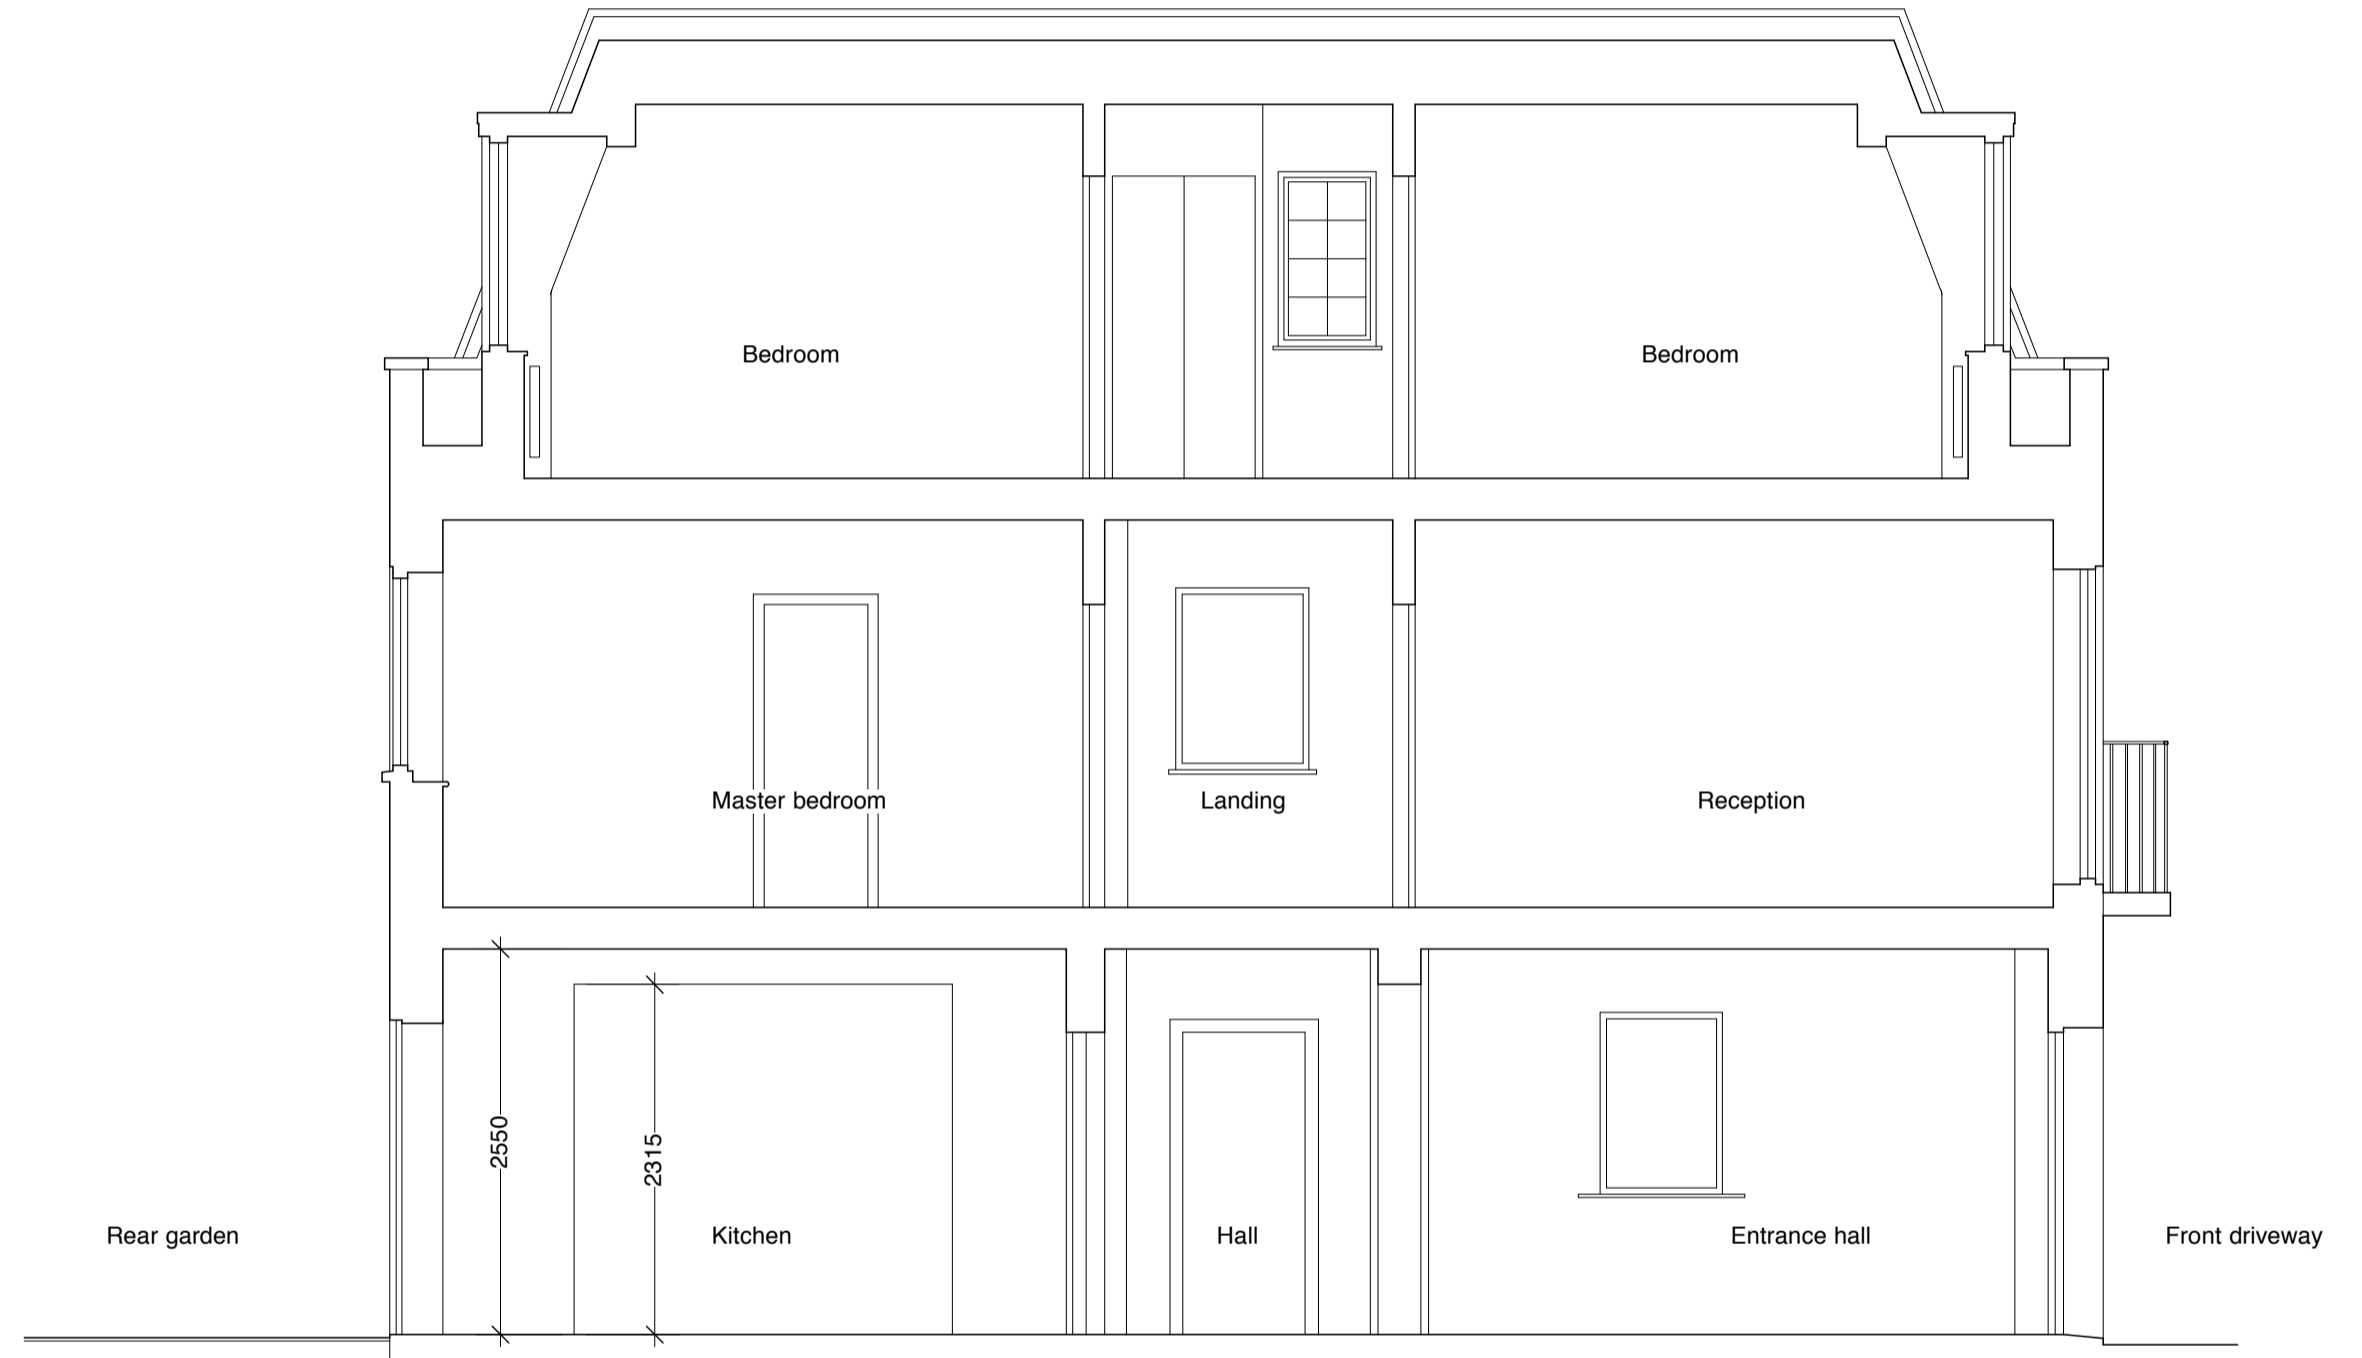 Bedroom
Bedroom
Master bedroom
Landing
Reception
2550
2315
Rear garden
Kitchen
Hall
Entrance hall
Front driveway